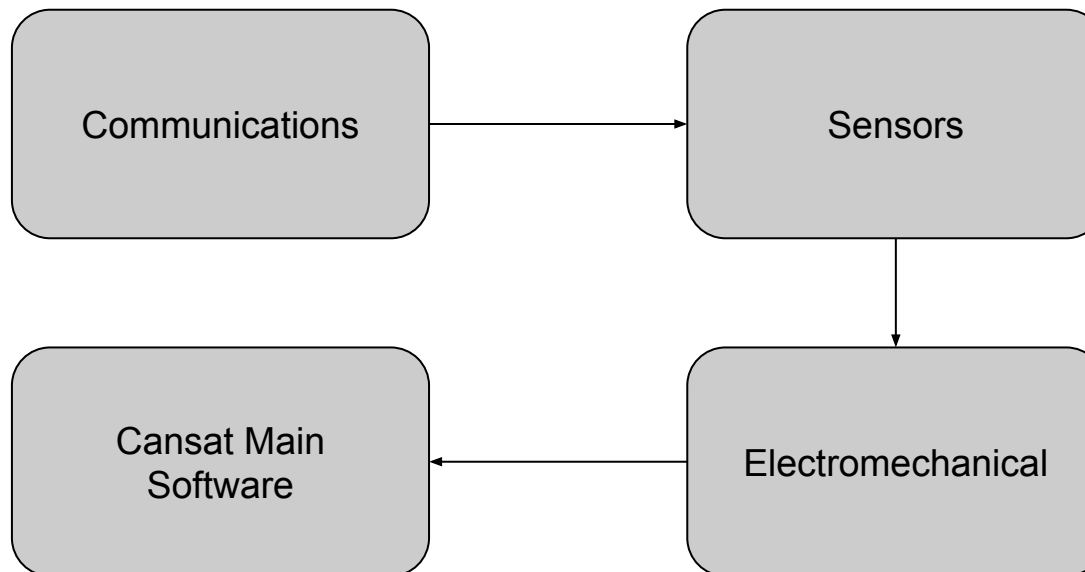 Communications
Sensors
Cansat Main
Software
Electromechanical